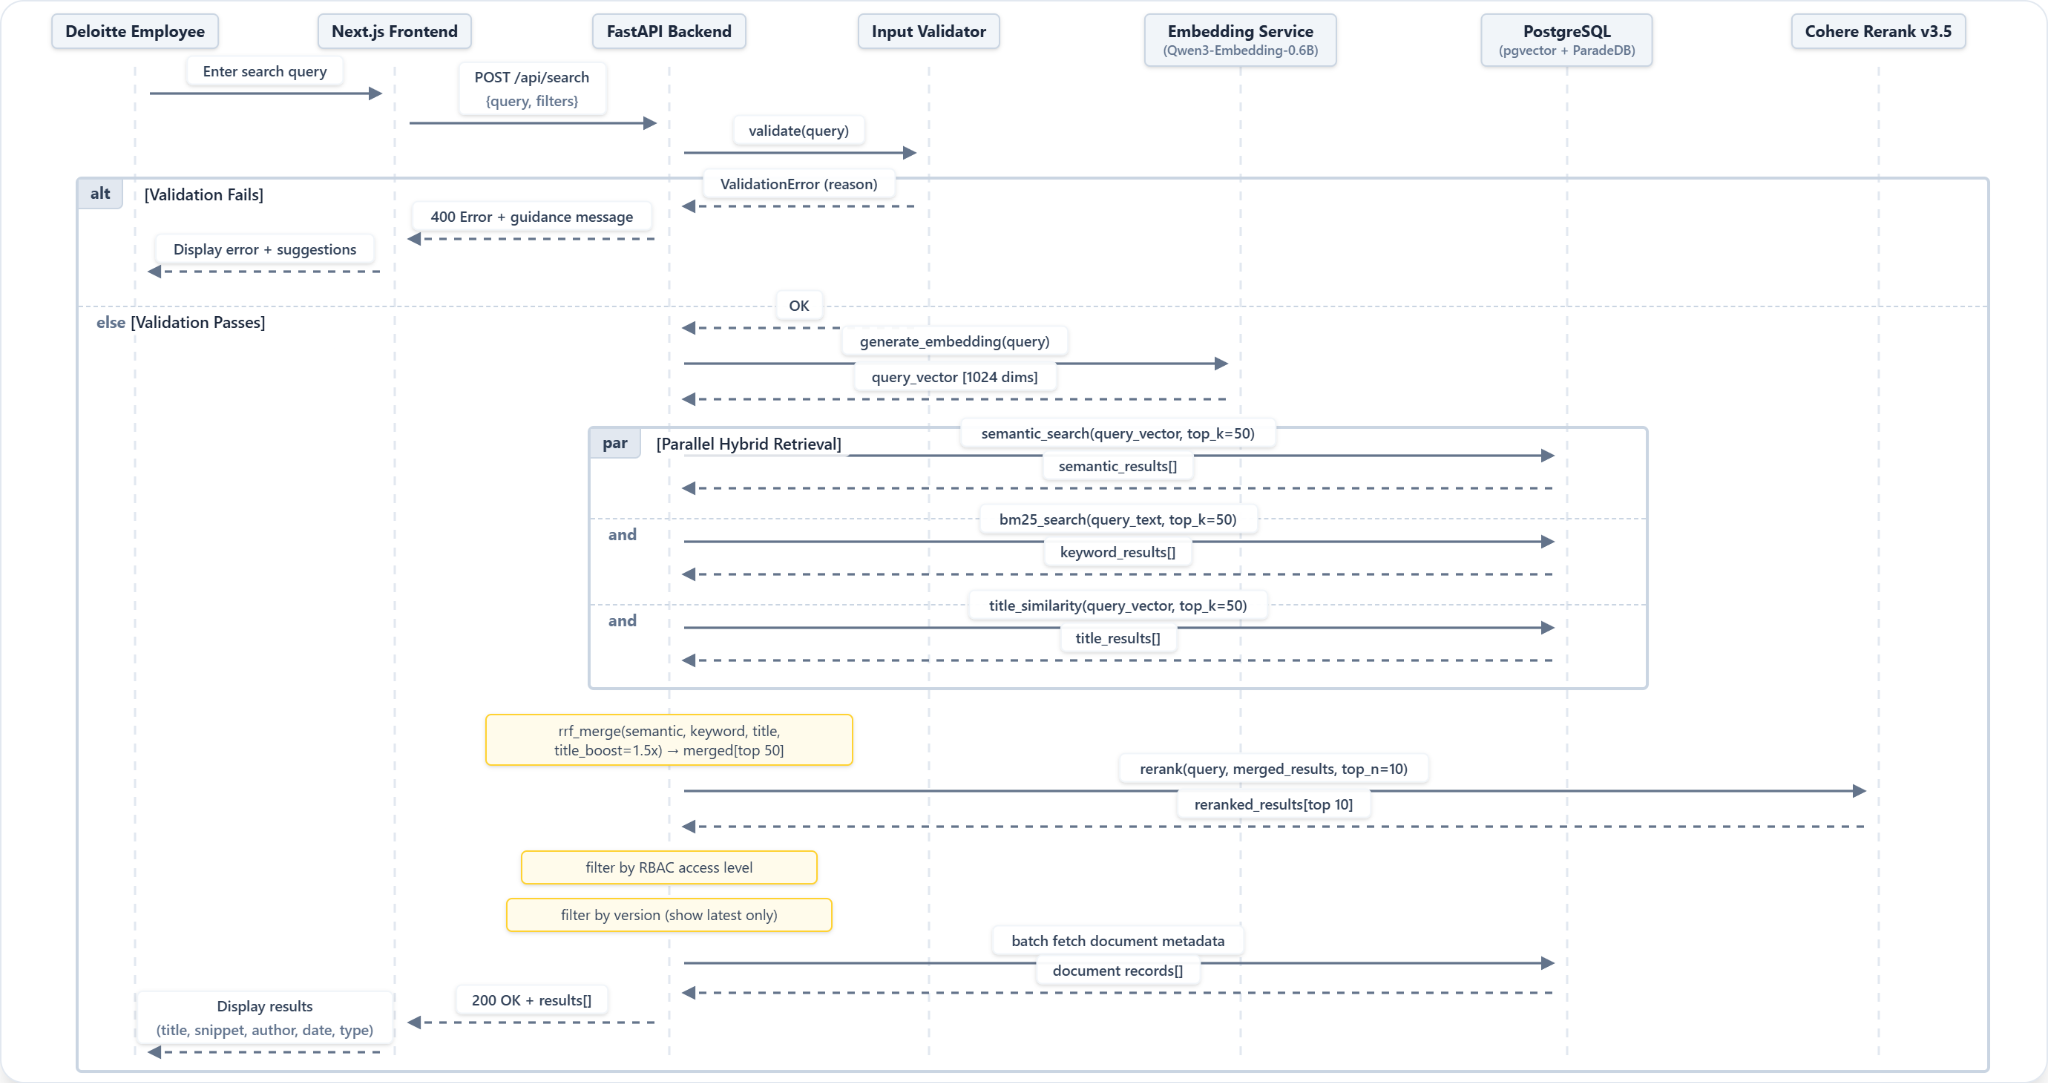 Deloitte Employee
Next.js Frontend
FastAPI Backend
Input Validator
Embedding Service
(Qwen3-Embedding-0.6B)
PostgreSQL
(pgvector + ParadeDB)
Cohere Rerank v3.5
Enter search query
POST /api/search
{query, filters}
validate(query)
alt
[Validation Fails]
ValidationError (reason)
400 Error + guidance message
Display error + suggestions
else [Validation Passes]
OK
generate_embedding(query)
query_vector [1024 dims]
par
[Parallel Hybrid Retrieval]
semantic_search(query_vector, top_k=50)
semantic_results[]
and
bm25_search(query_text, top_k=50)
keyword_results[]
and
title_similarity(query_vector, top_k=50)
title_results[]
rrf_merge(semantic, keyword, title,
title_boost=1.5x) → merged[top 50]
rerank(query, merged_results, top_n=10)
reranked_results[top 10]
filter by RBAC access level
filter by version (show latest only)
batch fetch document metadata
document records[]
200 OK + results[]
Display results
(title, snippet, author, date, type)